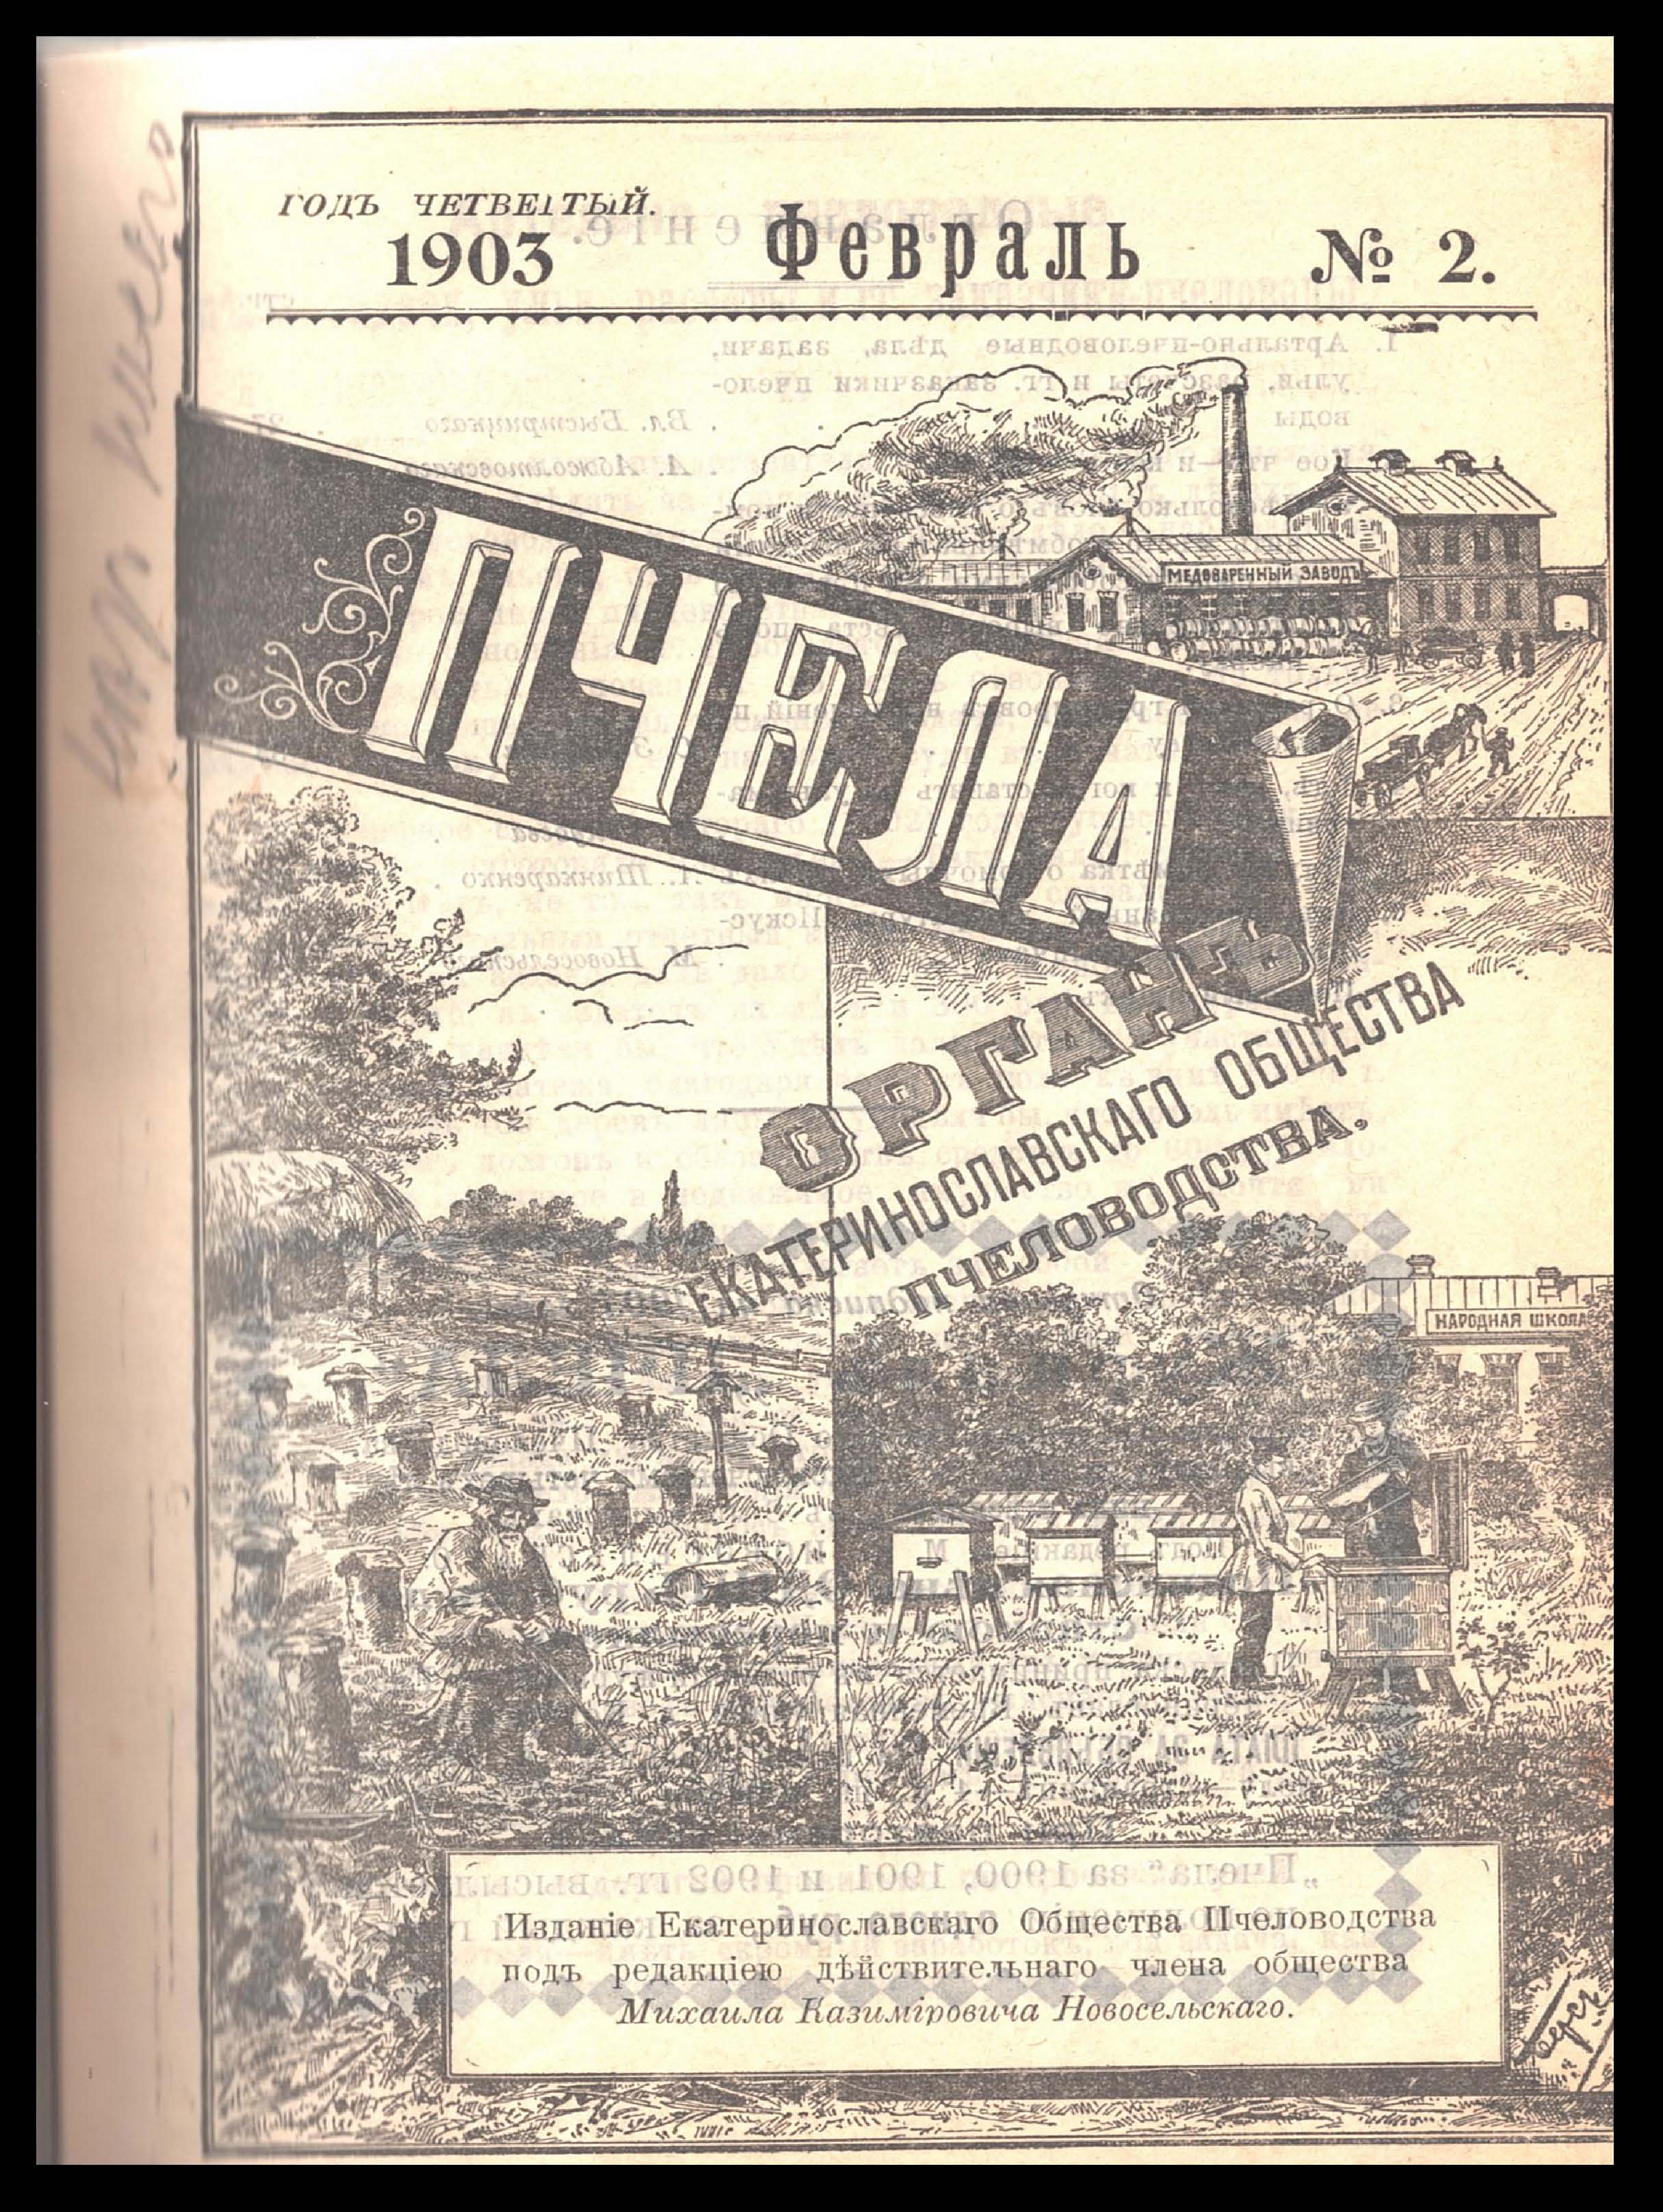 ГОДЪ ЧЕТВЕРТЫЙ.
1903 Февраль № 2.
МЕДОВАРЕННЫЙ ЗАВОДЪ
ПЧЕЛА
ОРГАНЪ
ЕКАТЕРИНОСЛАВСКАГО ОБЩЕСТВА
ПЧЕЛОВОДСТВА.
НАРОДНАЯ ШКОЛА
Изданіе Екатеринославскаго Общества Пчеловодства
подъ редакціею дѣйствительнаго члена общества
Михаила Казиміровича Новосельскаго.